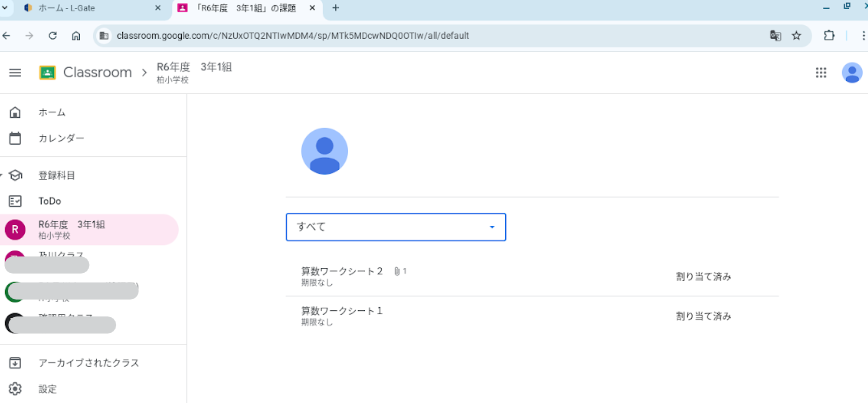 ホーム - L-Gate
「R6年度 3年1組」の課題
classroom.google.com/c/NzUxOTQ2NTIwMDM4/sp/MTk5MDcwNDQ0OTIw/all/default
Classroom
R6年度 3年1組
柏小学校
ホーム
カレンダー
登録科目
ToDo
R
R6年度 3年1組
柏小学校
アーカイブされたクラス
設定
すべて
算数ワークシート2 1
期限なし
割り当て済み
算数ワークシート1
期限なし
割り当て済み